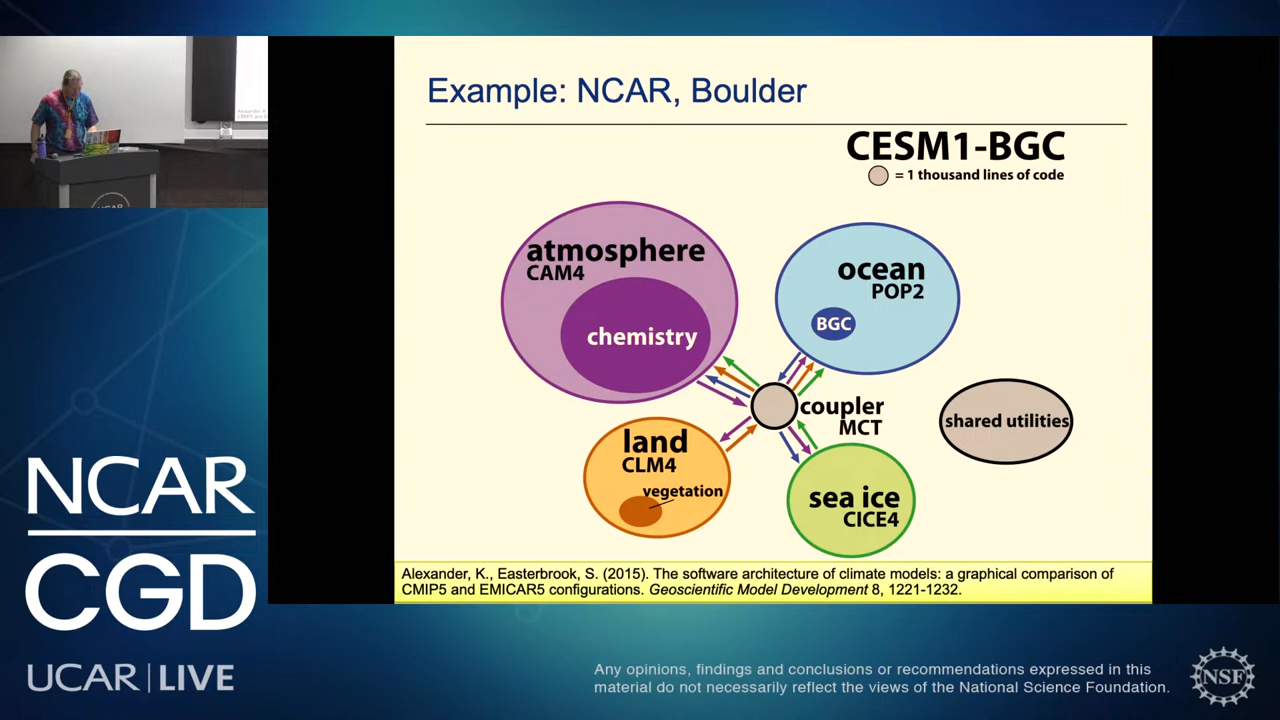 Example: NCAR, Boulder
CESM1-BGC
= 1 thousand lines of code
atmosphere
CAM4
chemistry
ocean
POP2
BGC
coupler
MCT
shared utilities
land
CLM4
vegetation
sea ice
CICE4
Alexander, K., Easterbrook, S. (2015). The software architecture of climate models: a graphical comparison of
CMIP5 and EMICAR5 configurations. Geoscientific Model Development 8, 1221-1232.
NCAR
CGD
UCAR | LIVE
Any opinions, findings and conclusions or recommendations expressed in this
material do not necessarily reflect the views of the National Science Foundation.
NSF